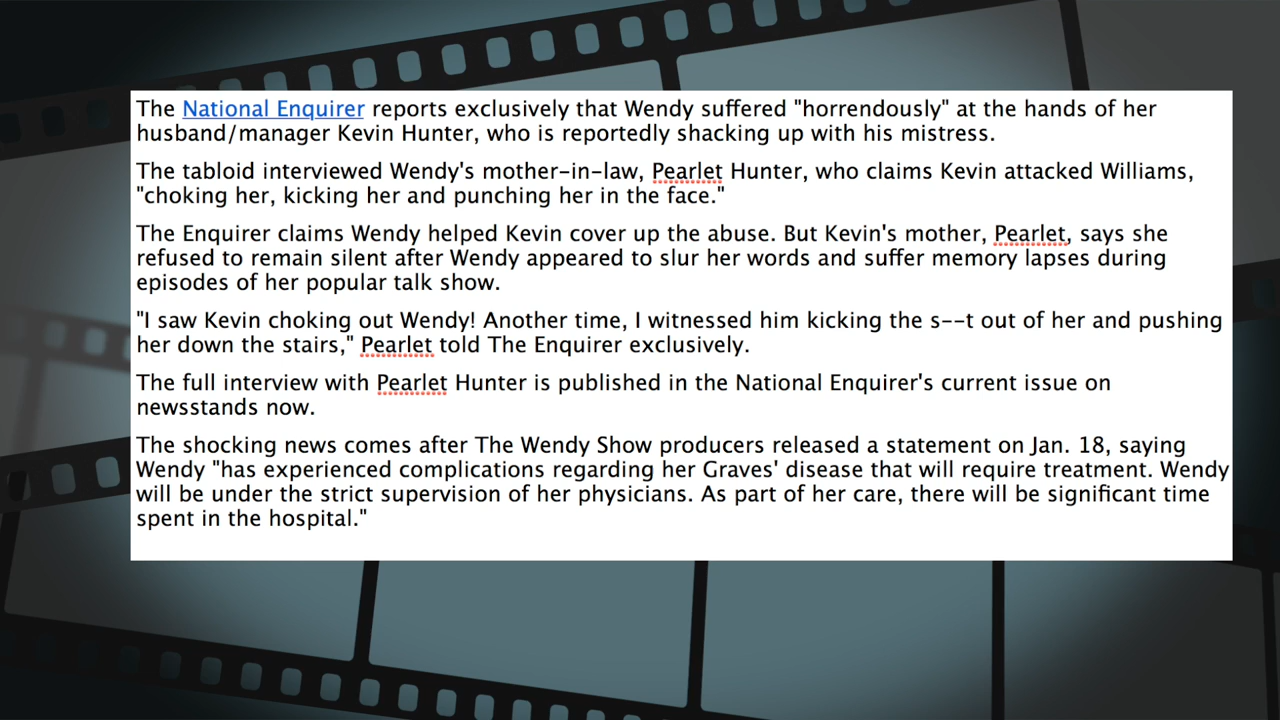 The National Enquirer reports exclusively that Wendy suffered "horrendously" at the hands of her
husband/manager Kevin Hunter, who is reportedly shacking up with his mistress.
The tabloid interviewed Wendy's mother-in-law, Pearlet Hunter, who claims Kevin attacked Williams,
"choking her, kicking her and punching her in the face."
The Enquirer claims Wendy helped Kevin cover up the abuse. But Kevin's mother, Pearlet, says she
refused to remain silent after Wendy appeared to slur her words and suffer memory lapses during
episodes of her popular talk show.
"I saw Kevin choking out Wendy! Another time, I witnessed him kicking the s--t out of her and pushing
her down the stairs," Pearlet told The Enquirer exclusively.
The full interview with Pearlet Hunter is published in the National Enquirer's current issue on
newsstands now.
The shocking news comes after The Wendy Show producers released a statement on Jan. 18, saying
Wendy "has experienced complications regarding her Graves' disease that will require treatment. Wendy
will be under the strict supervision of her physicians. As part of her care, there will be significant time
spent in the hospital."